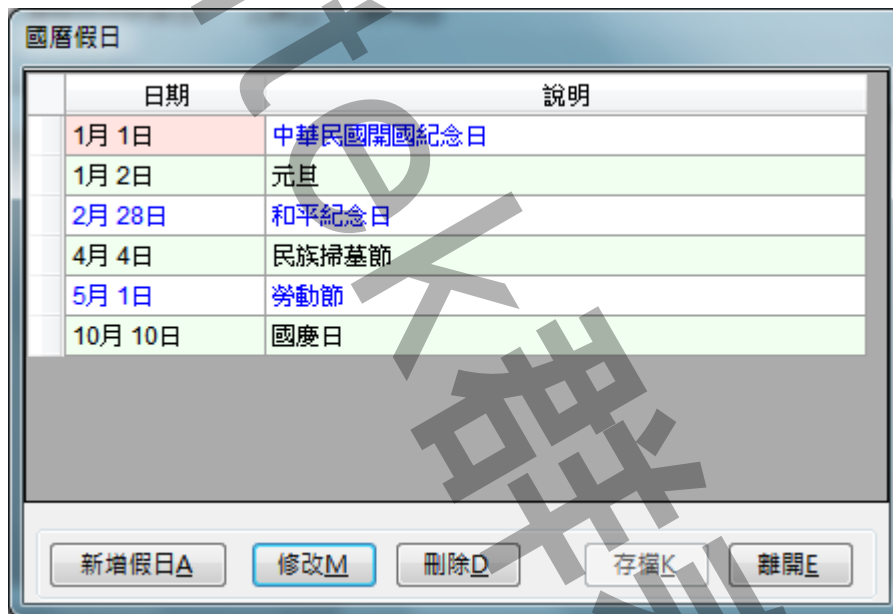 國曆假日
日期 說明
1月 1日 中華民國開國紀念日
1月 2日 元旦
2月 28日 和平紀念日
4月 4日 民族掃墓節
5月 1日 勞動節
10月 10日 國慶日
新增假日A 修改M 刪除D 存檔K 離開E
tek